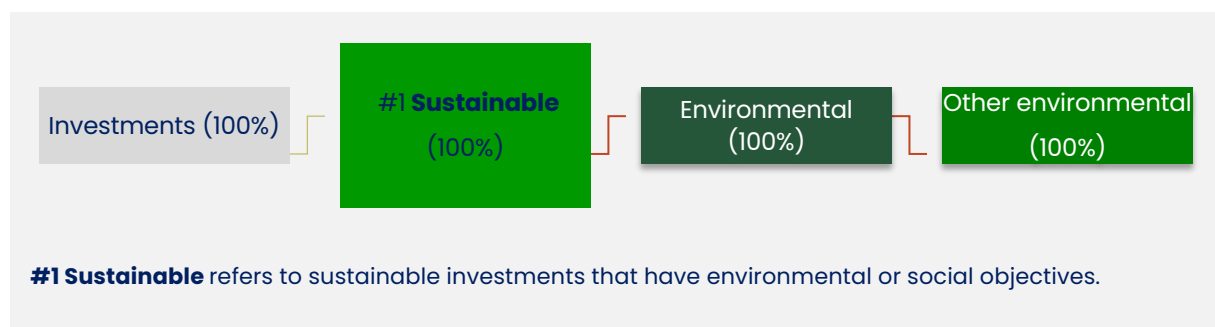 Investments (100%)
#1 Sustainable
(100%)
Environmental
(100%)
Other environmental
(100%)
#1 Sustainable refers to sustainable investments that have environmental or social objectives.